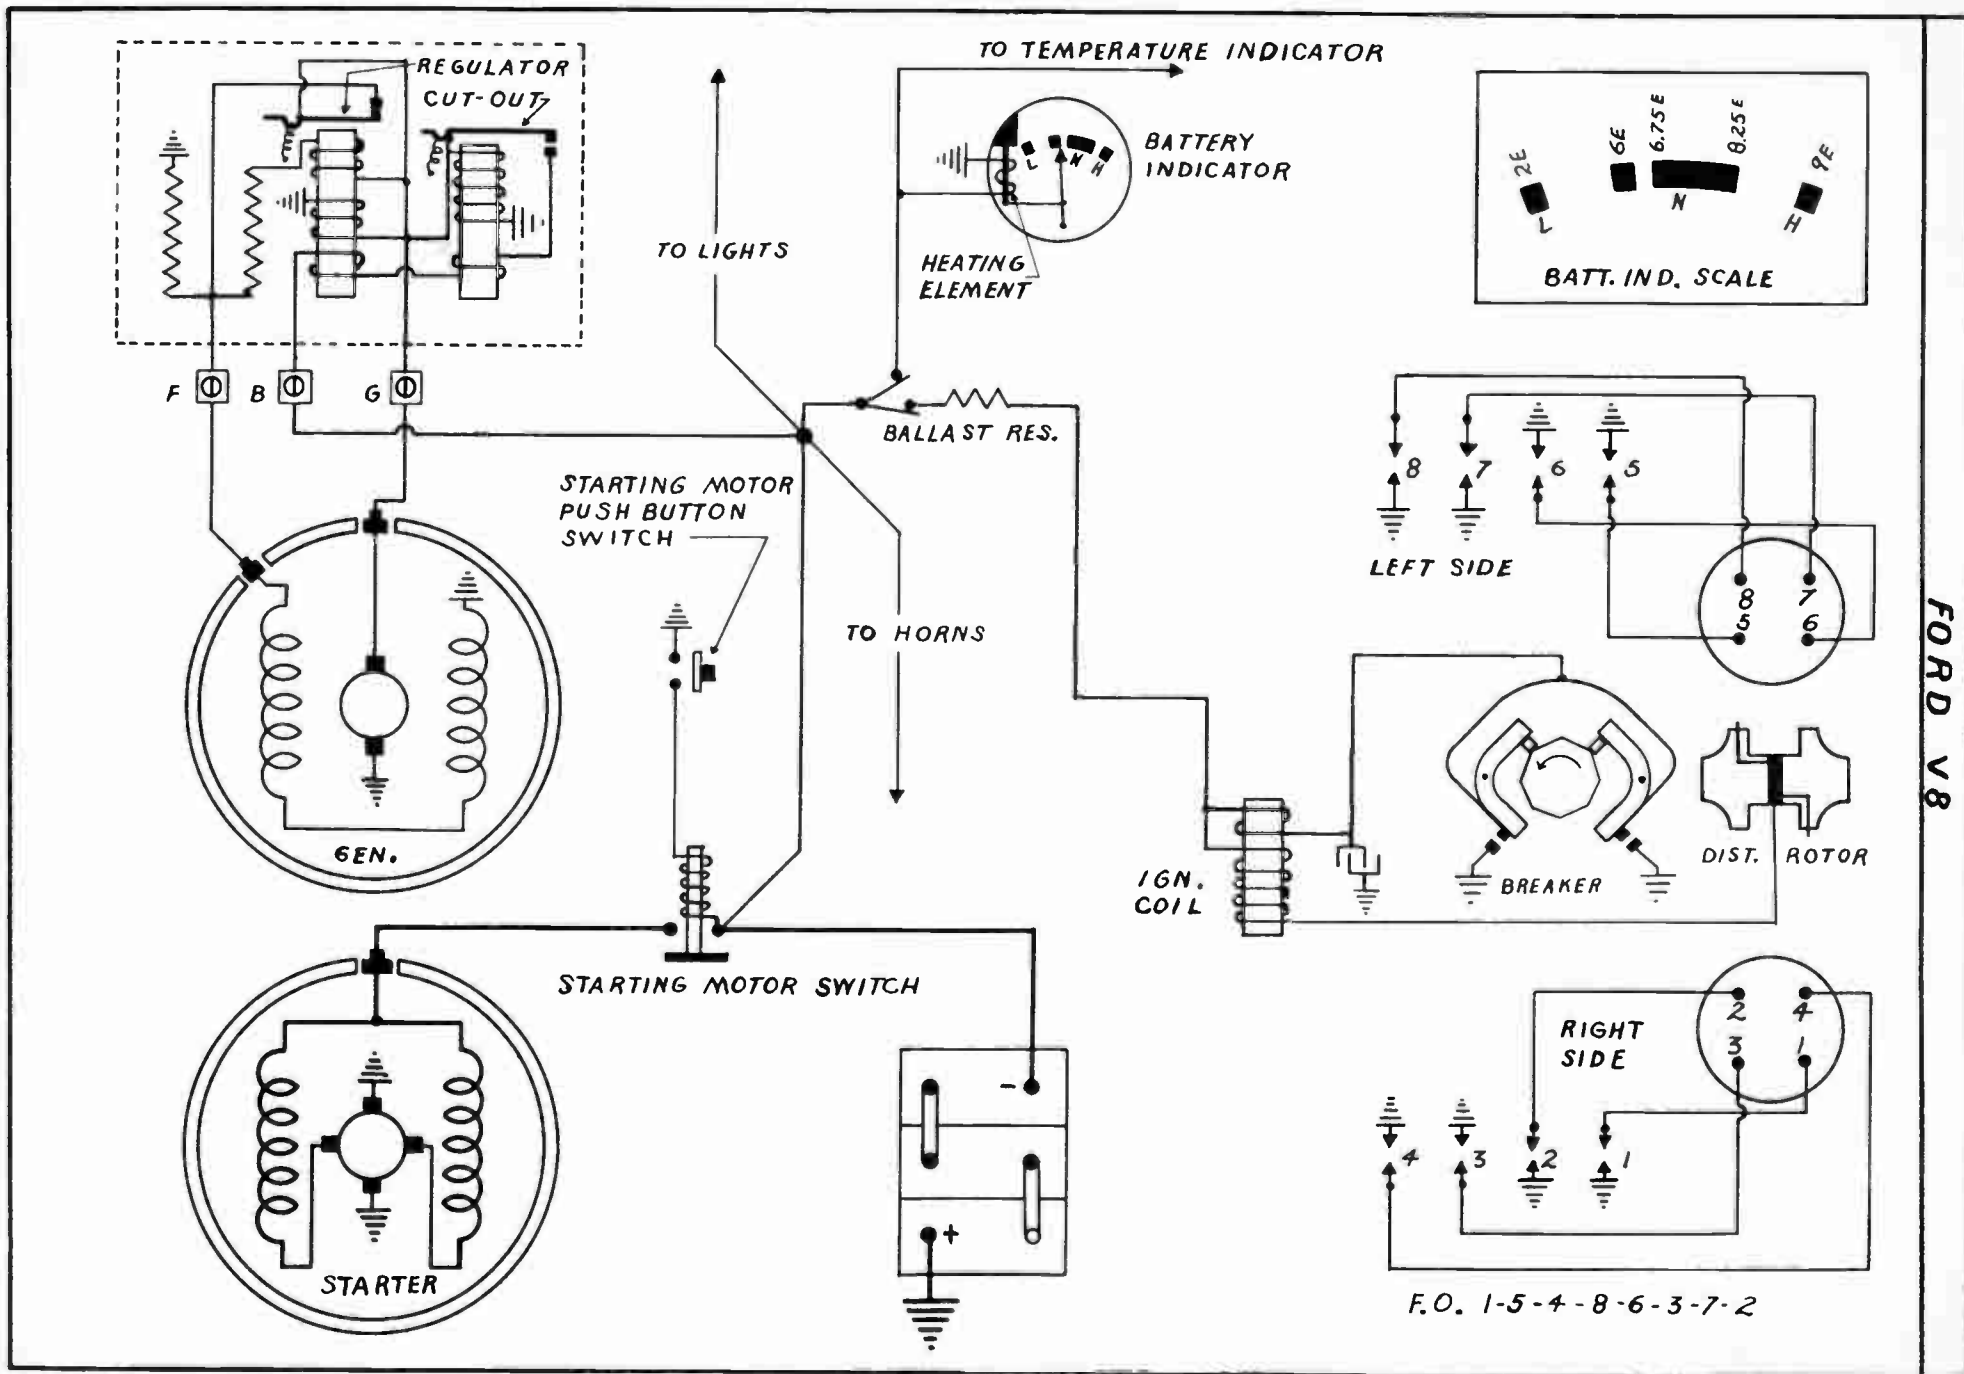 TO TEMPERATURE INDICATOR
REGULATOR
CUT-OUT
BATTERY
INDICATOR
L
N
H
HEATING
ELEMENT
TO LIGHTS
2E
6E
6.75E
8.25E
9E
L
N
H
BATT. IND. SCALE
F
B
G
BALLAST RES.
STARTING MOTOR
PUSH BUTTON
SWITCH
TO HORNS
8
7
6
5
LEFT SIDE
8
7
5
6
FORD V8
GEN.
IGN.
COIL
BREAKER
DIST. ROTOR
STARTING MOTOR SWITCH
-
+
STARTER
RIGHT
SIDE
2
4
3
1
4
3
2
1
F.O. 1-5-4-8-6-3-7-2